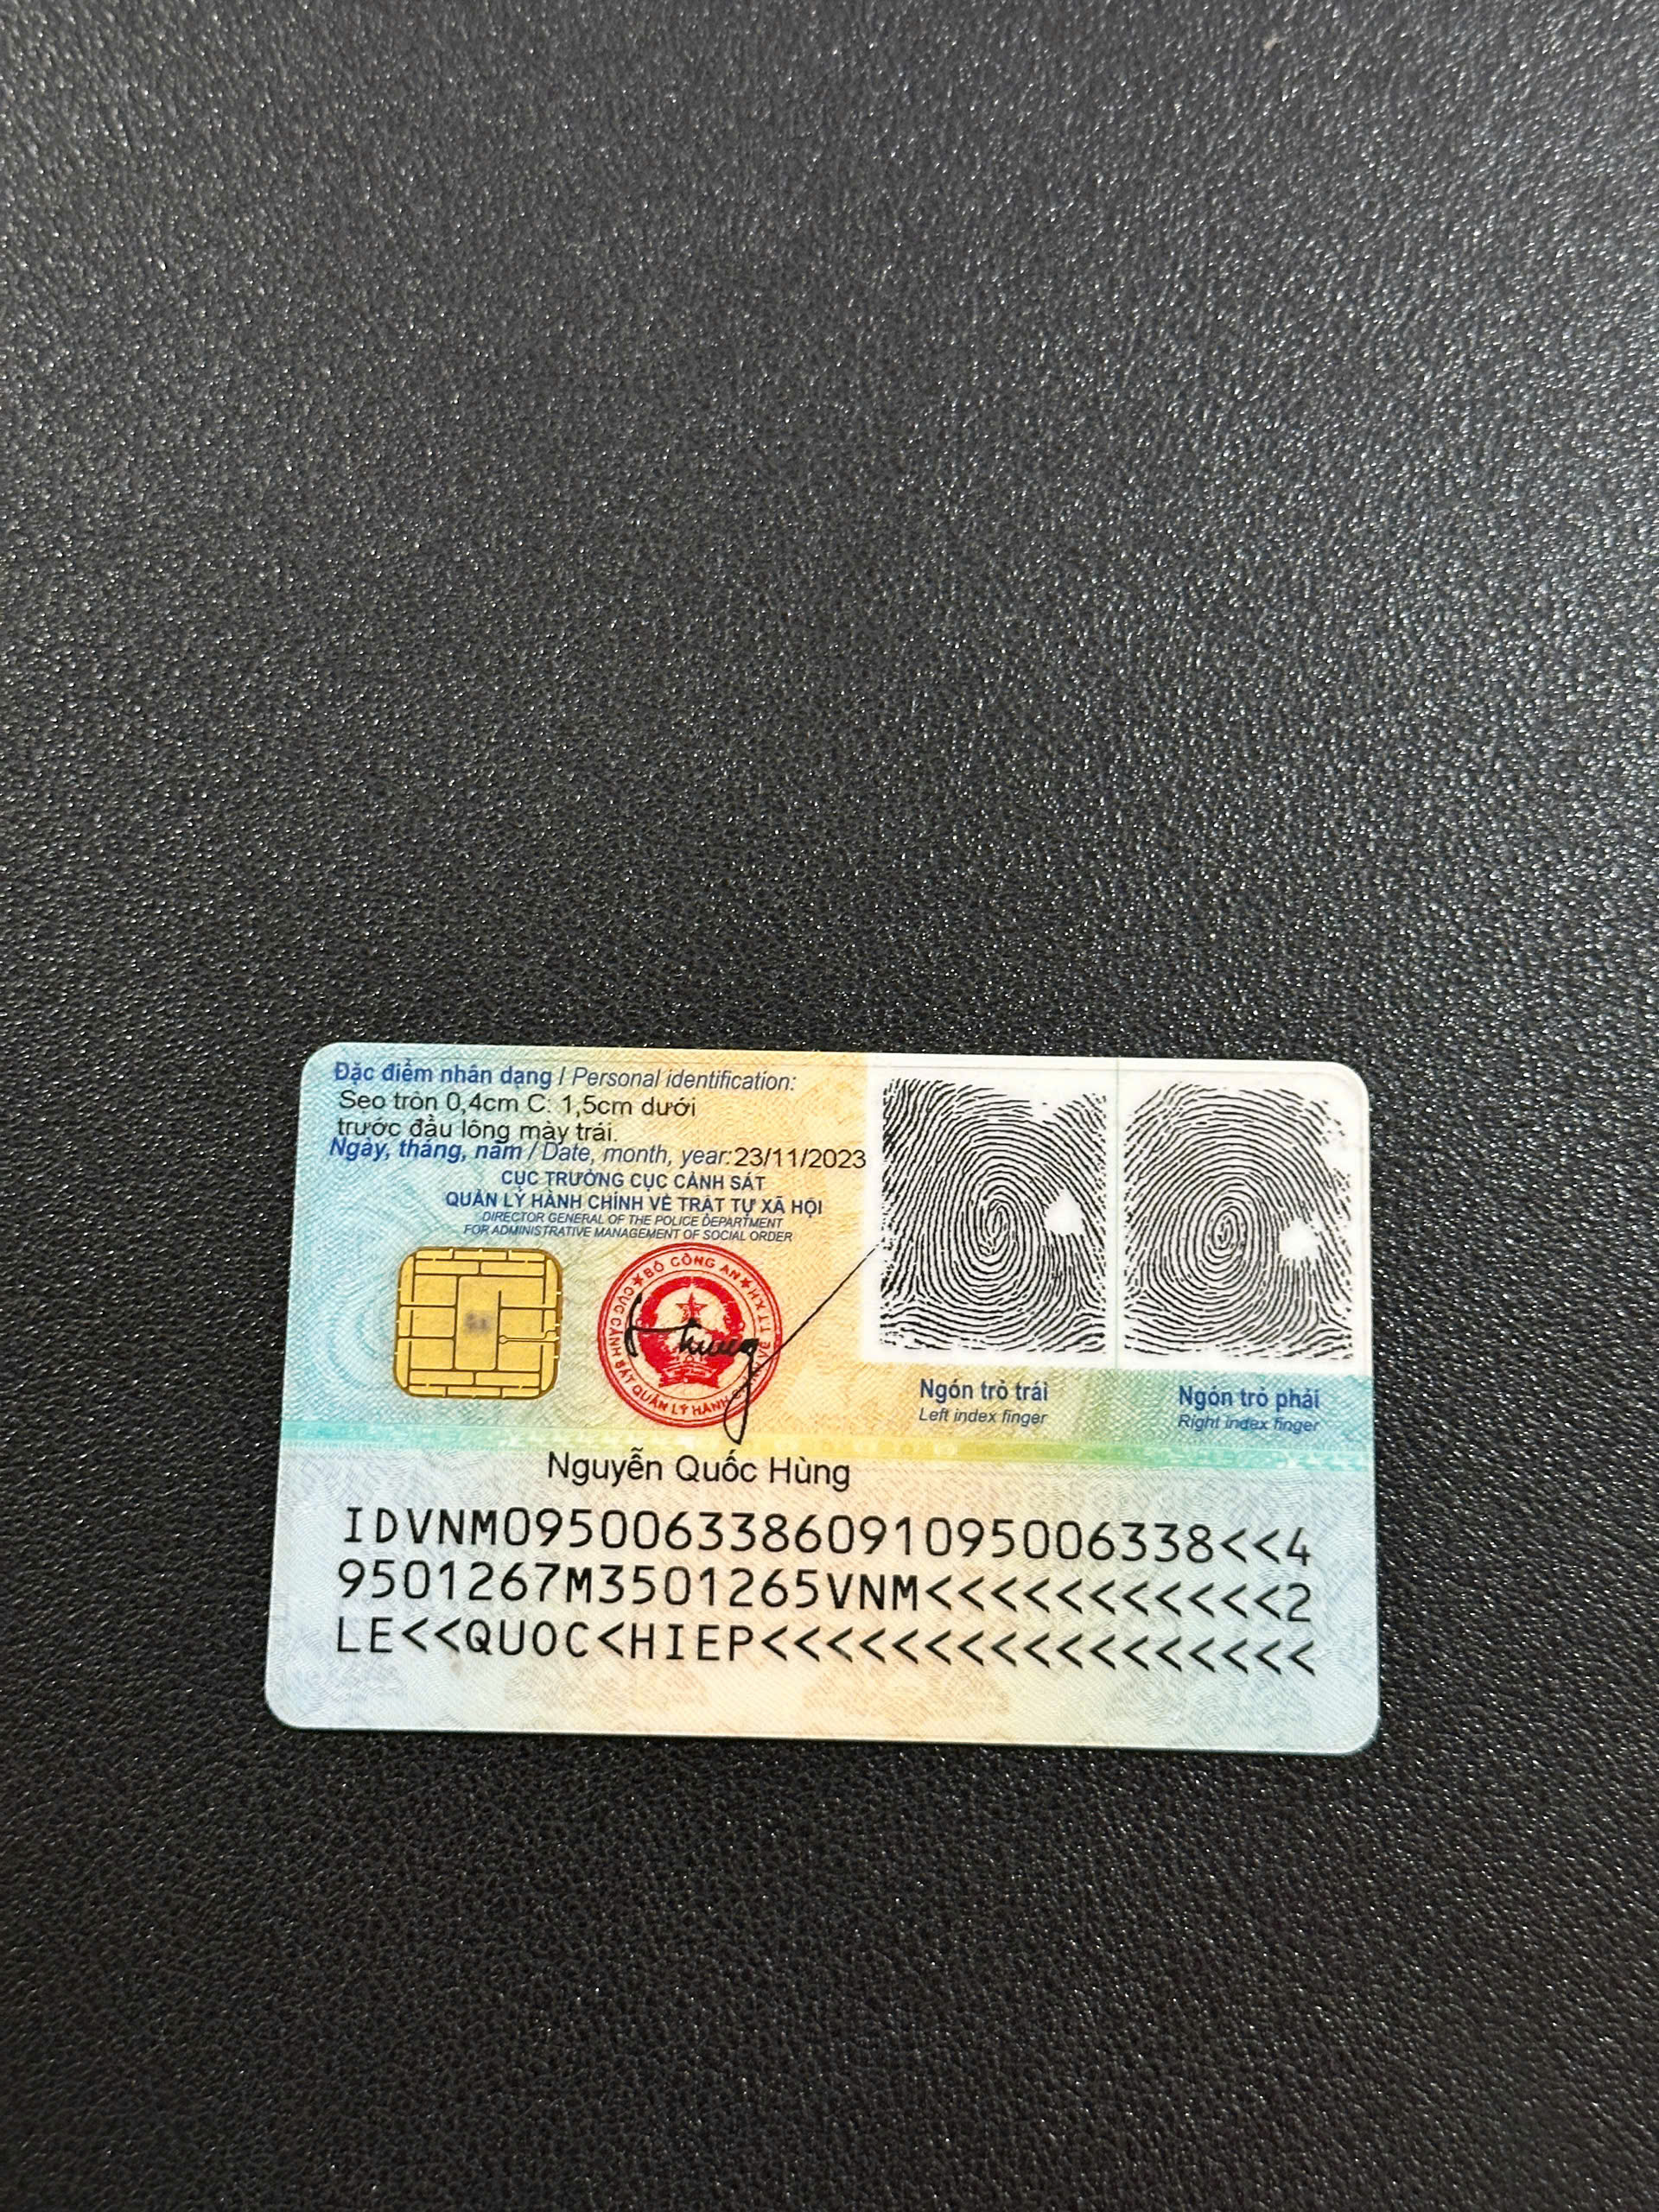 Đặc điểm nhân dạng / Personal identification:
Sẹo tròn 0,4cm C: 1,5cm dưới
trước đầu lông mày trái.
Ngày, tháng, năm / Date, month, year: 23/11/2023
CỤC TRƯỞNG CỤC CẢNH SÁT
QUẢN LÝ HÀNH CHÍNH VỀ TRẬT TỰ XÃ HỘI
DIRECTOR GENERAL OF THE POLICE DEPARTMENT
FOR ADMINISTRATIVE MANAGEMENT OF SOCIAL ORDER
BỘ CÔNG AN
CỤC CẢNH SÁT QUẢN LÝ HÀNH CHÍNH VỀ TTXH
Ngón trỏ trái
Left index finger
Ngón trỏ phải
Right index finger
Nguyễn Quốc Hùng
IDVNM0950063386091095006338<<4
9501267M3501265VNM<<<<<<<<<<<2
LE<<QUOC<HIEP<<<<<<<<<<<<<<<<<